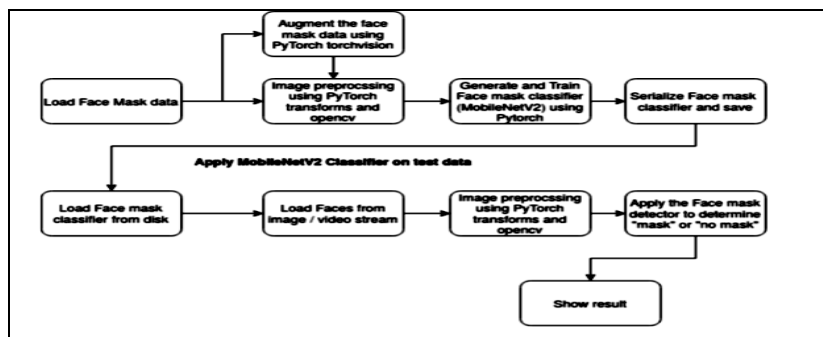 Augment the face
mask data using
PyTorch torchvision
Load Face Mask data
Image preprocssing
using PyTorch
transforms and
opencv
Generate and Train
Face mask classifier
(MobileNetV2) using
Pytorch
Serialize Face mask
classifier and save
Apply MobileNetV2 Classifier on test data
Load Face mask
classifier from disk
Load Faces from
image / video stream
Image preprocssing
using PyTorch
transforms and
opencv
Apply the Face mask
detector to determine
"mask" or "no mask"
Show result